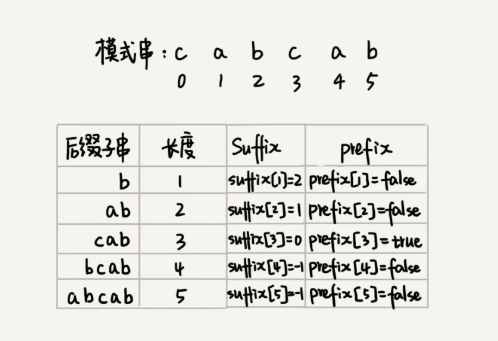 模式串: c a b c a b
0 1 2 3 4 5
后缀子串 长度 Suffix prefix
b 1 suffix[1]=2 prefix[1]=false
ab 2 suffix[2]=1 prefix[2]=false
cab 3 suffix[3]=0 prefix[3]=true
bcab 4 suffix[4]=-1 prefix[4]=false
abcab 5 suffix[5]=-1 prefix[5]=false